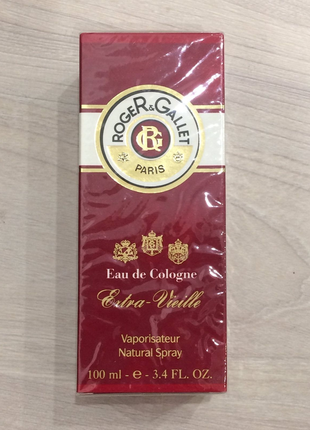 ROGER & GALLET
RG
PARIS
Eau de Cologne
Extra-Vieille
Vaporisateur
Natural Spray
100 ml - e - 3.4 FL. OZ.